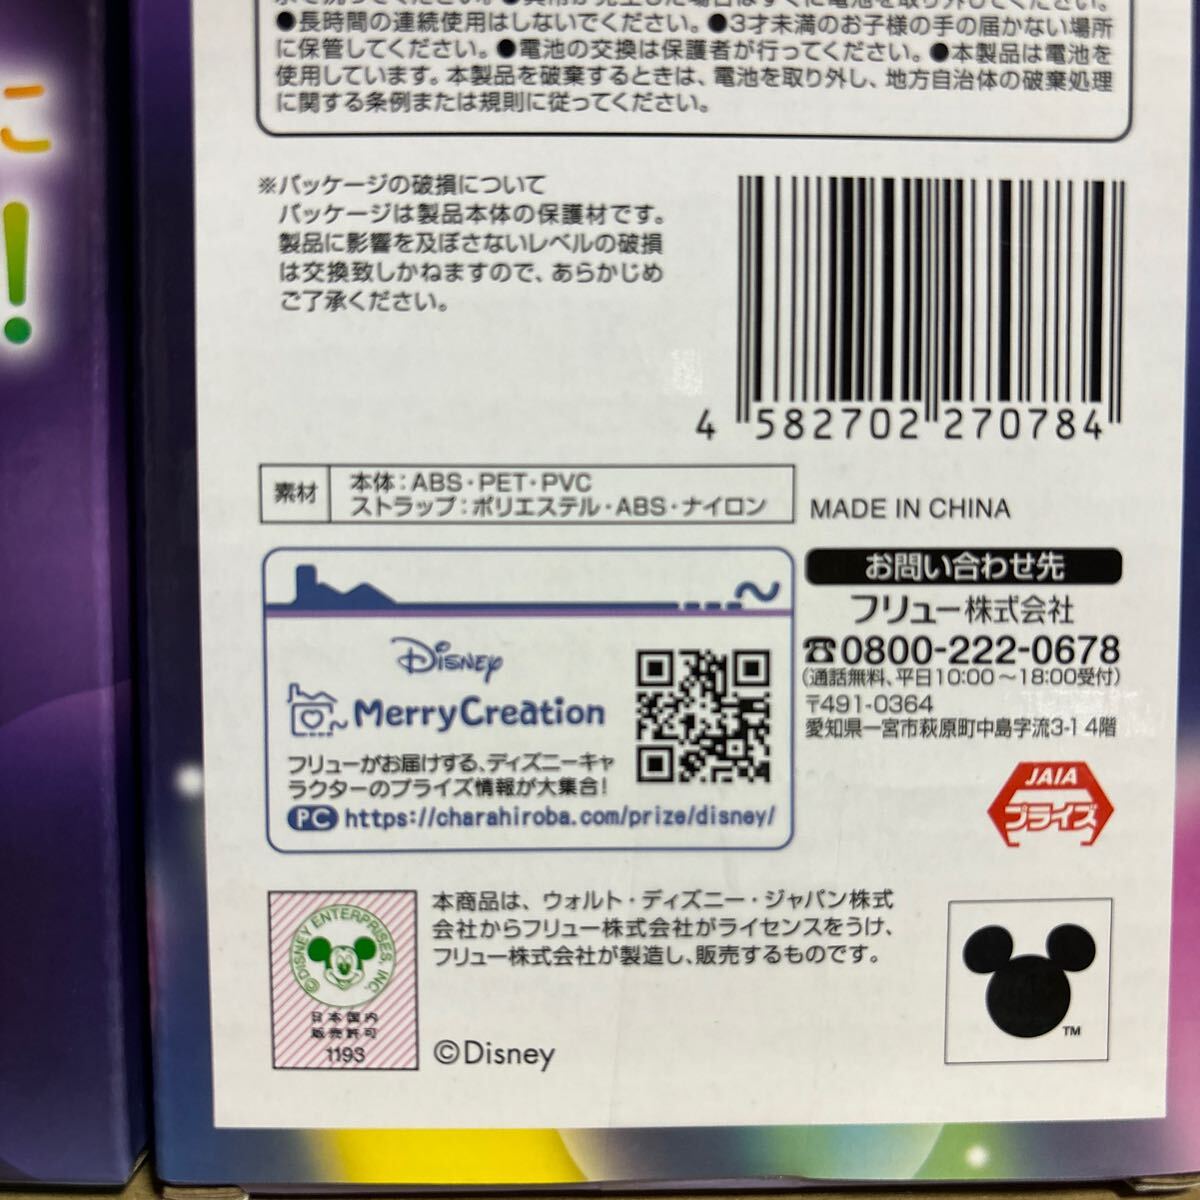 に
!
●長時間の連続使用はしないでください。●3才未満のお子様の手の届かない場所
に保管してください。●電池の交換は保護者が行ってください。●本製品は電池を
使用しています。本製品を破棄するときは、電池を取り外し、地方自治体の破棄処理
に関する条例または規則に従ってください。
※パッケージの破損について
パッケージは製品本体の保護材です。
製品に影響を及ぼさないレベルの破損
は交換致しかねますので、あらかじめ
ご了承ください。
4 582702 270784
素材
本体：ABS・PET・PVC
ストラップ：ポリエステル・ABS・ナイロン
MADE IN CHINA
Disney
MerryCreation
フリューがお届けする、ディズニーキャ
ラクターのプライズ情報が大集合！
PC https://charahiroba.com/prize/disney/
お問い合わせ先
フリュー株式会社
☎0800-222-0678
（通話無料、平日10:00～18:00受付）
〒491-0364
愛知県一宮市萩原町中島字流3-1 4階
JAIA
プライズ
©DISNEY ENTERPRISES, INC.
日本国内
販売許可
1193
本商品は、ウォルト・ディズニー・ジャパン株式
会社からフリュー株式会社がライセンスをうけ、
フリュー株式会社が製造し、販売するものです。
©Disney
TM